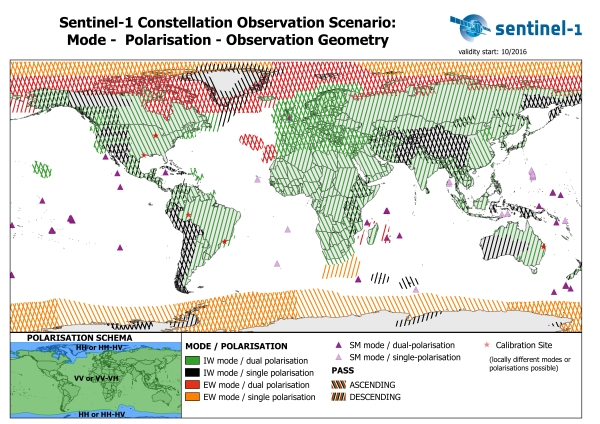 Sentinel-1 Constellation Observation Scenario:
Mode - Polarisation - Observation Geometry
sentinel-1
validity start: 10/2016
POLARISATION SCHEMA
HH or HH-HV
VV or VV-VH
HH or HH-HV
MODE / POLARISATION
IW mode / dual polarisation
IW mode / single polarisation
EW mode / dual polarisation
EW mode / single polarisation
SM mode / dual-polarisation
SM mode / single-polarisation
PASS
ASCENDING
DESCENDING
Calibration Site
(locally different modes or
polarisations possible)